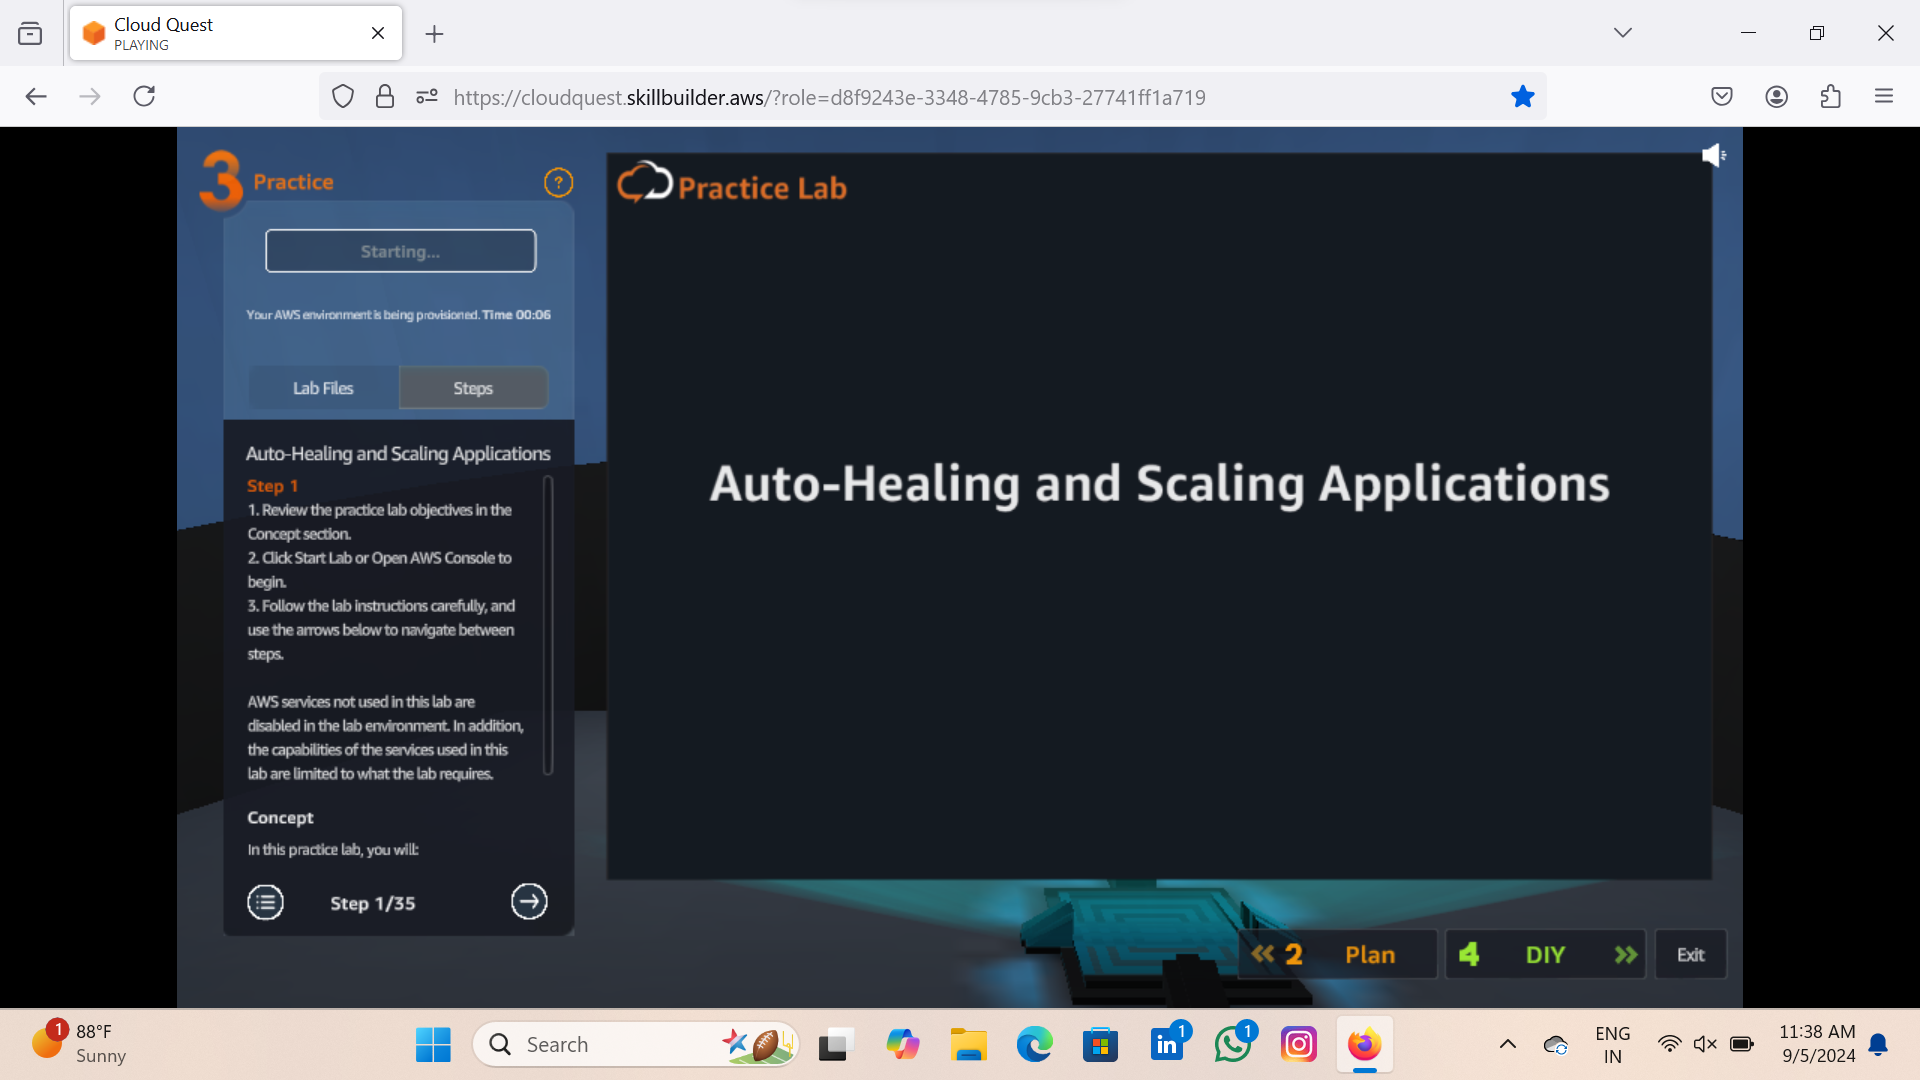 Cloud Quest
PLAYING
https://cloudquest.skillbuilder.aws/?role=d8f9243e-3348-4785-9cb3-27741ff1a719
3 Practice
?
Starting...
Your AWS environment is being provisioned. Time 00:06
Lab Files
Steps
Auto-Healing and Scaling Applications
Step 1
1. Review the practice lab objectives in the
Concept section.
2. Click Start Lab or Open AWS Console to
begin.
3. Follow the lab instructions carefully, and
use the arrows below to navigate between
steps.
AWS services not used in this lab are
disabled in the lab environment. In addition,
the capabilities of the services used in this
lab are limited to what the lab requires.
Concept
In this practice lab, you will:
Step 1/35
Practice Lab
Auto-Healing and Scaling Applications
2 Plan
4 DIY
Exit
1
88°F
Sunny
Search
in
1
1
ENG
IN
11:38 AM
9/5/2024